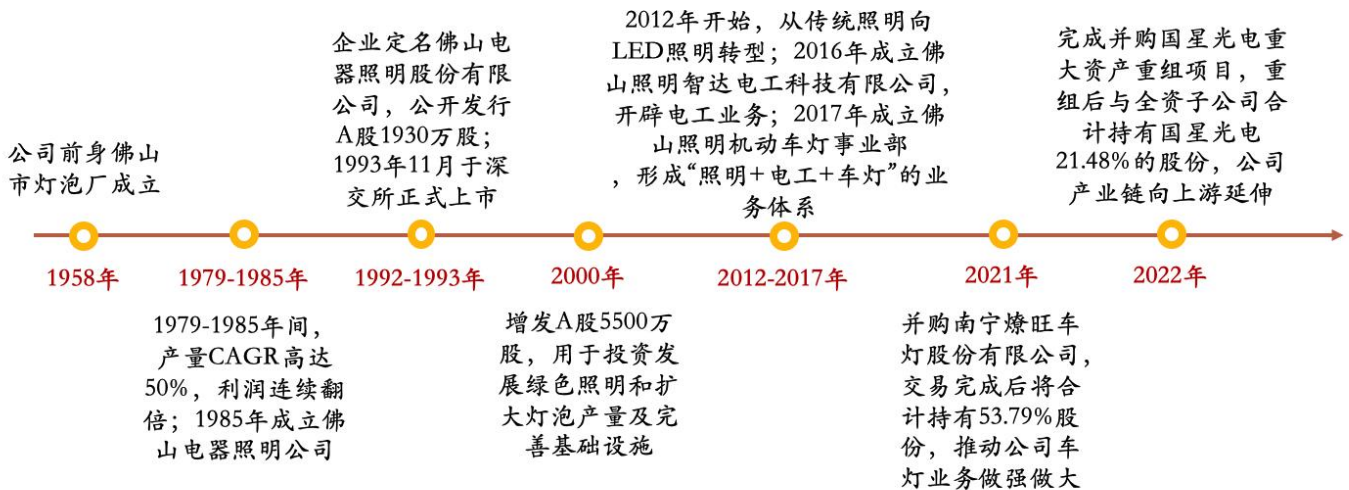 公司前身佛山
市灯泡厂成立
1958年
1979-1985年
1979-1985年间，
产量CAGR高达
50%，利润连续翻
倍；1985年成立佛
山电器照明公司
企业定名佛山电
器照明股份有限
公司，公开发行
A股1930万股；
1993年11月于深
交所正式上市
1992-1993年
2000年
增发A股5500万
股，用于投资发
展绿色照明和扩
大灯泡产量及完
善基础设施
2012年开始，从传统照明向
LED照明转型；2016年成立佛
山照明智达电工科技有限公司，
开辟电工业务；2017年成立佛
山照明机动车灯事业部
，形成“照明+电工+车灯”的业
务体系
2012-2017年
2021年
并购南宁燎旺车
灯股份有限公司，
交易完成后将合
计持有53.79%股
份，推动公司车
灯业务做强做大
完成并购国星光电重
大资产重组项目，重
组后与全资子公司合
计持有国星光电
21.48%的股份，公司
产业链向上游延伸
2022年